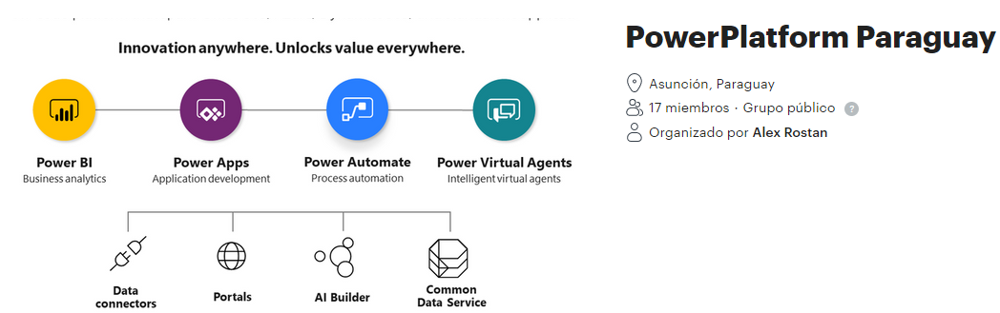 Innovation anywhere. Unlocks value everywhere.
Power BI
Business analytics
Power Apps
Application development
Power Automate
Process automation
Power Virtual Agents
Intelligent virtual agents
Data
connectors
Portals
AI Builder
Common
Data Service
PowerPlatform Paraguay
Asunción, Paraguay
17 miembros · Grupo público ?
Organizado por Alex Rostan